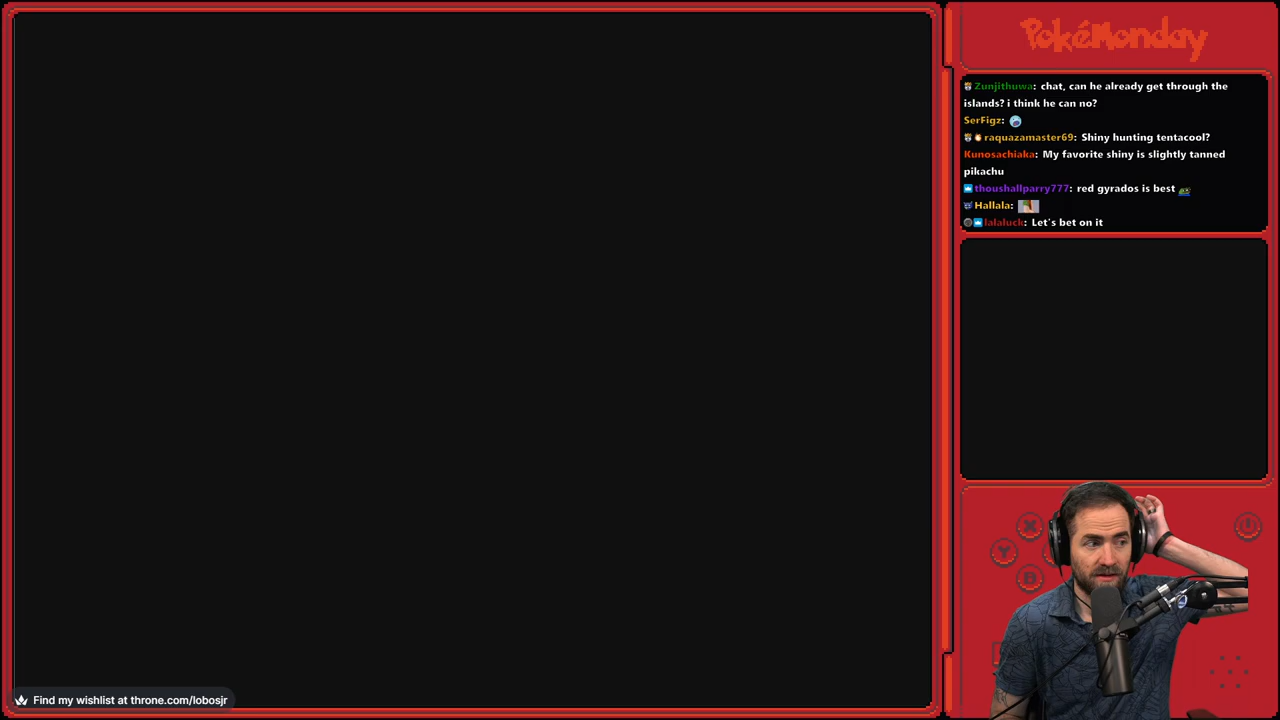 PokéMonday
Zunjithuwa: chat, can he already get through the
islands? i think he can no?
SerFigz:
raquazamaster69: Shiny hunting tentacool?
Kunosachiaka: My favorite shiny is slightly tanned
pikachu
thoushallparry777: red gyrados is best
Hallala:
lalaluck: Let's bet on it
X
Y
B
Find my wishlist at throne.com/lobosjr